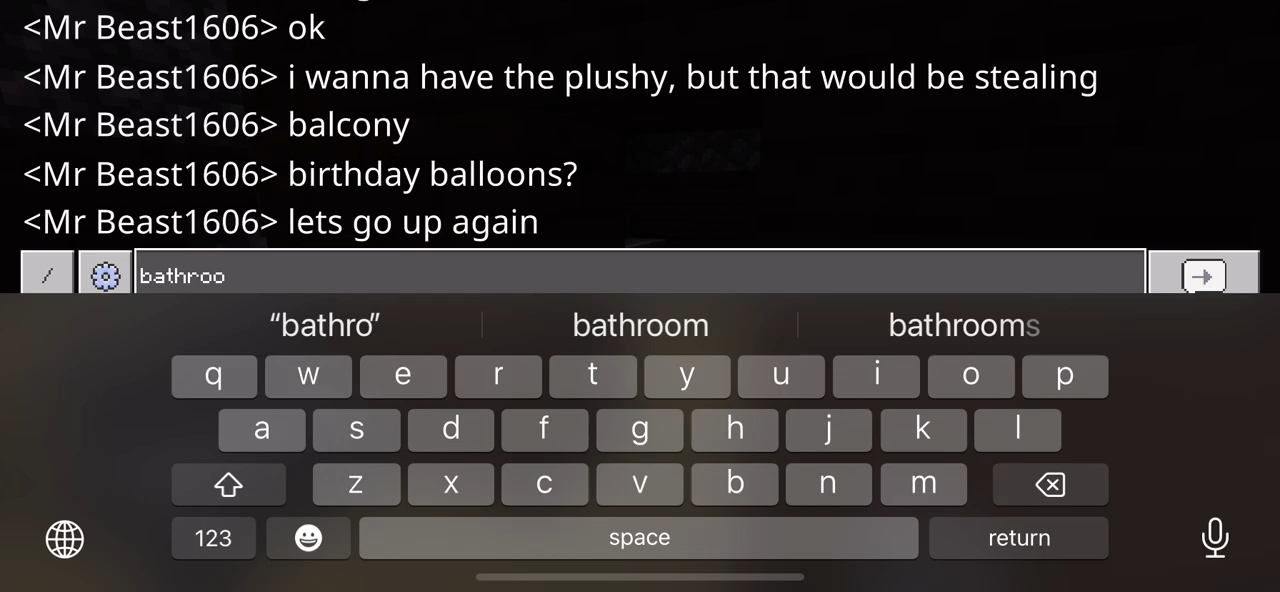 <Mr Beast1606> ok
<Mr Beast1606> i wanna have the plushy, but that would be stealing
<Mr Beast1606> balcony
<Mr Beast1606> birthday balloons?
<Mr Beast1606> lets go up again
/ bathroo
“bathro” bathroom bathrooms
q w e r t y u i o p
a s d f g h j k l
z x c v b n m
123 space return